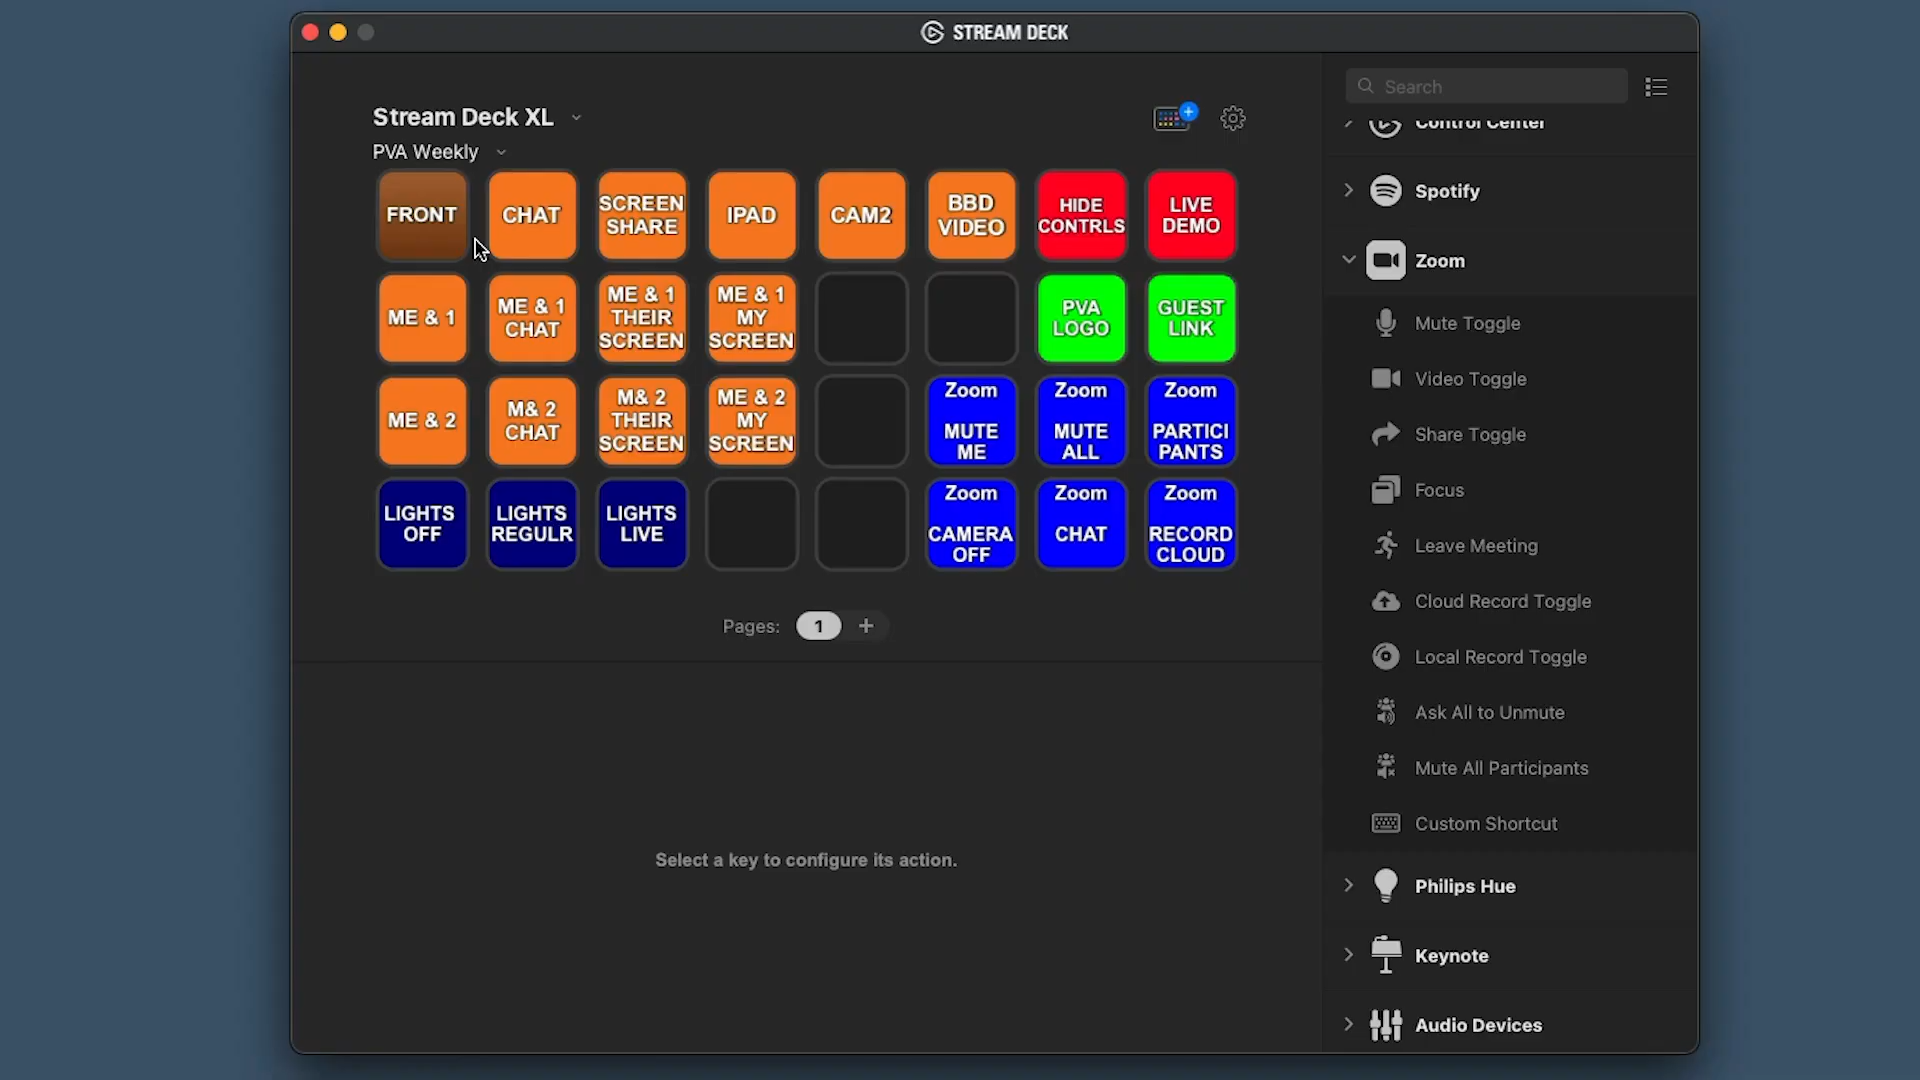 STREAM DECK
Stream Deck XL
PVA Weekly
FRONT
CHAT
SCREEN
SHARE
IPAD
CAM2
BBD
VIDEO
HIDE
CONTRLS
LIVE
DEMO
ME & 1
ME & 1
CHAT
ME & 1
THEIR
SCREEN
ME & 1
MY
SCREEN
PVA
LOGO
GUEST
LINK
ME & 2
M& 2
CHAT
M& 2
THEIR
SCREEN
ME & 2
MY
SCREEN
Zoom
MUTE
ME
Zoom
MUTE
ALL
Zoom
PARTICI
PANTS
LIGHTS
OFF
LIGHTS
REGULR
LIGHTS
LIVE
Zoom
CAMERA
OFF
Zoom
CHAT
Zoom
RECORD
CLOUD
Pages:
1
+
Select a key to configure its action.
Search
Control Center
Spotify
Zoom
Mute Toggle
Video Toggle
Share Toggle
Focus
Leave Meeting
Cloud Record Toggle
Local Record Toggle
Ask All to Unmute
Mute All Participants
Custom Shortcut
Philips Hue
Keynote
Audio Devices